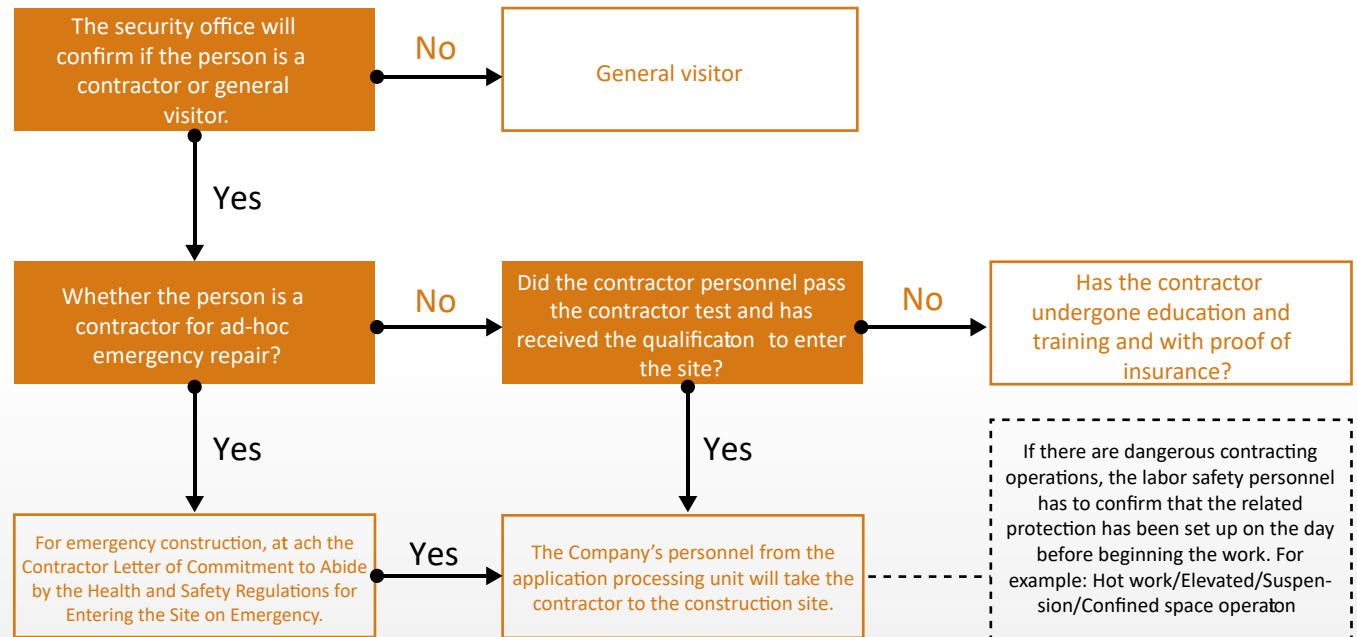 The security office will
confirm if the person is a
contractor or general
visitor.
No
General visitor
Yes
Whether the person is a
contractor for ad-hoc
emergency repair?
No
Did the contractor personnel pass
the contractor test and has
received the qualificaton to enter
the site?
No
Has the contractor
undergone education and
training and with proof of
insurance?
Yes
Yes
For emergency construction, at ach the
Contractor Letter of Commitment to Abide
by the Health and Safety Regulations for
Entering the Site on Emergency.
Yes
The Company’s personnel from the
application processing unit will take the
contractor to the construction site.
If there are dangerous contracting
operations, the labor safety personnel
has to confirm that the related
protection has been set up on the day
before beginning the work. For
example: Hot work/Elevated/Suspen-
sion/Confined space operaton